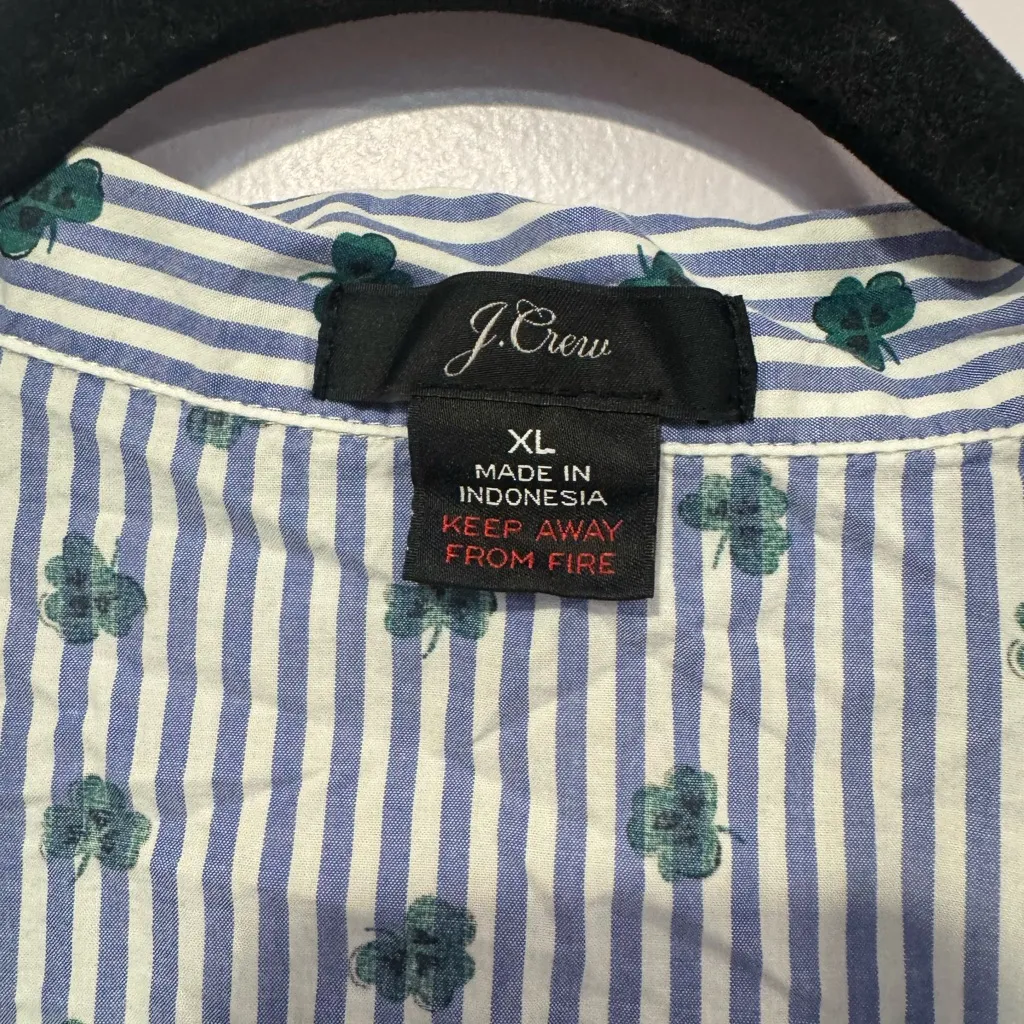 J.Crew
XL
MADE IN
INDONESIA
KEEP AWAY
FROM FIRE